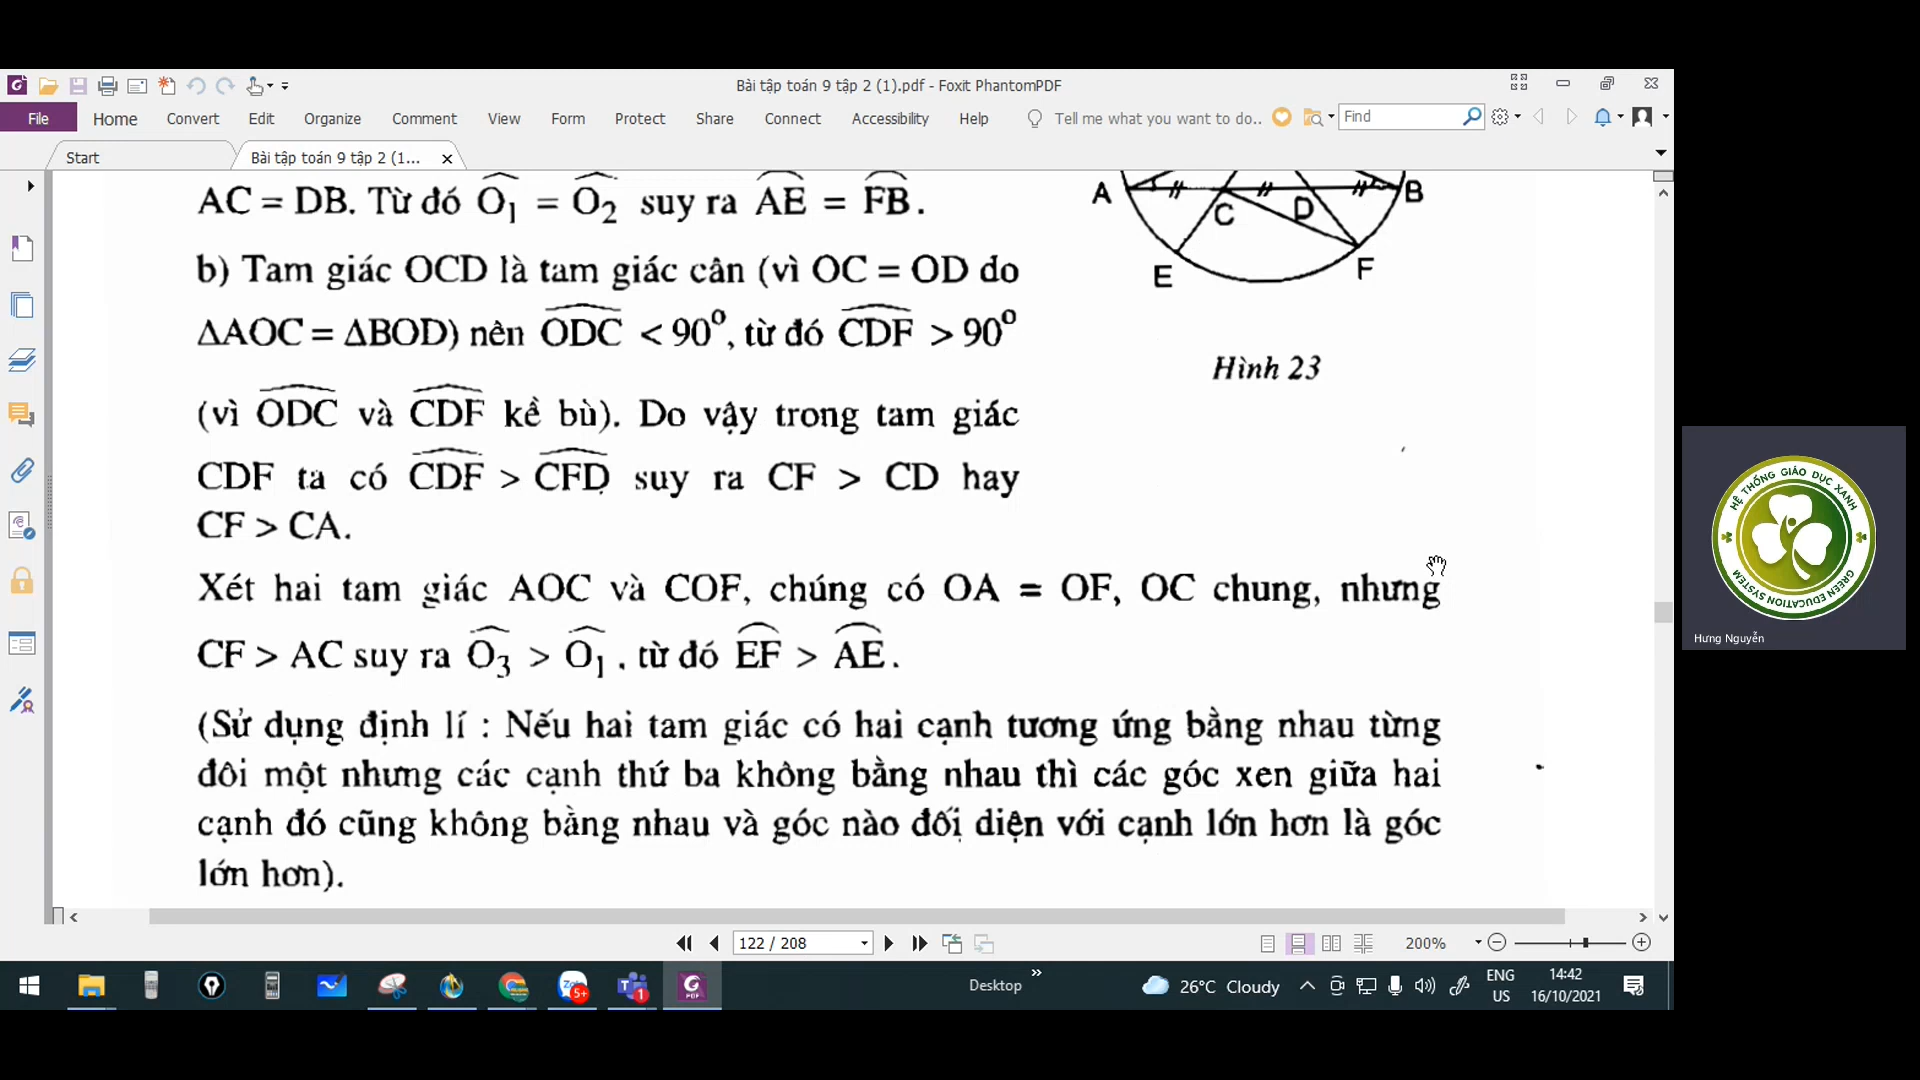 Bài tập toán 9 tập 2 (1).pdf - Foxit PhantomPDF
File Home Convert Edit Organize Comment View Form Protect Share Connect Accessibility Help Tell me what you want to do.. Find
Start Bài tập toán 9 tập 2 (1...
AC = DB. Từ đó Ô₁ = Ô₂ suy ra AE = FB.
b) Tam giác OCD là tam giác cân (vì OC = OD do
ΔAOC = ΔBOD) nên ODC < 90°, từ đó CDF > 90°
(vì ODC và CDF kề bù). Do vậy trong tam giác
CDF ta có CDF > CFD suy ra CF > CD hay
CF > CA.
A B
C D
E F
Hình 23
Xét hai tam giác AOC và COF, chúng có OA = OF, OC chung, nhưng
CF > AC suy ra Ô₃ > Ô₁, từ đó EF > AE.
(Sử dụng định lí : Nếu hai tam giác có hai cạnh tương ứng bằng nhau từng
đôi một nhưng các cạnh thứ ba không bằng nhau thì các góc xen giữa hai
cạnh đó cũng không bằng nhau và góc nào đối diện với cạnh lớn hơn là góc
lớn hơn).
HỆ THỐNG GIÁO DỤC XANH
GREEN EDUCATION SYSTEM
Hưng Nguyễn
122 / 208
200%
Zalo 5+
T 1
PDF
Desktop
26°C Cloudy
ENG
US
14:42
16/10/2021